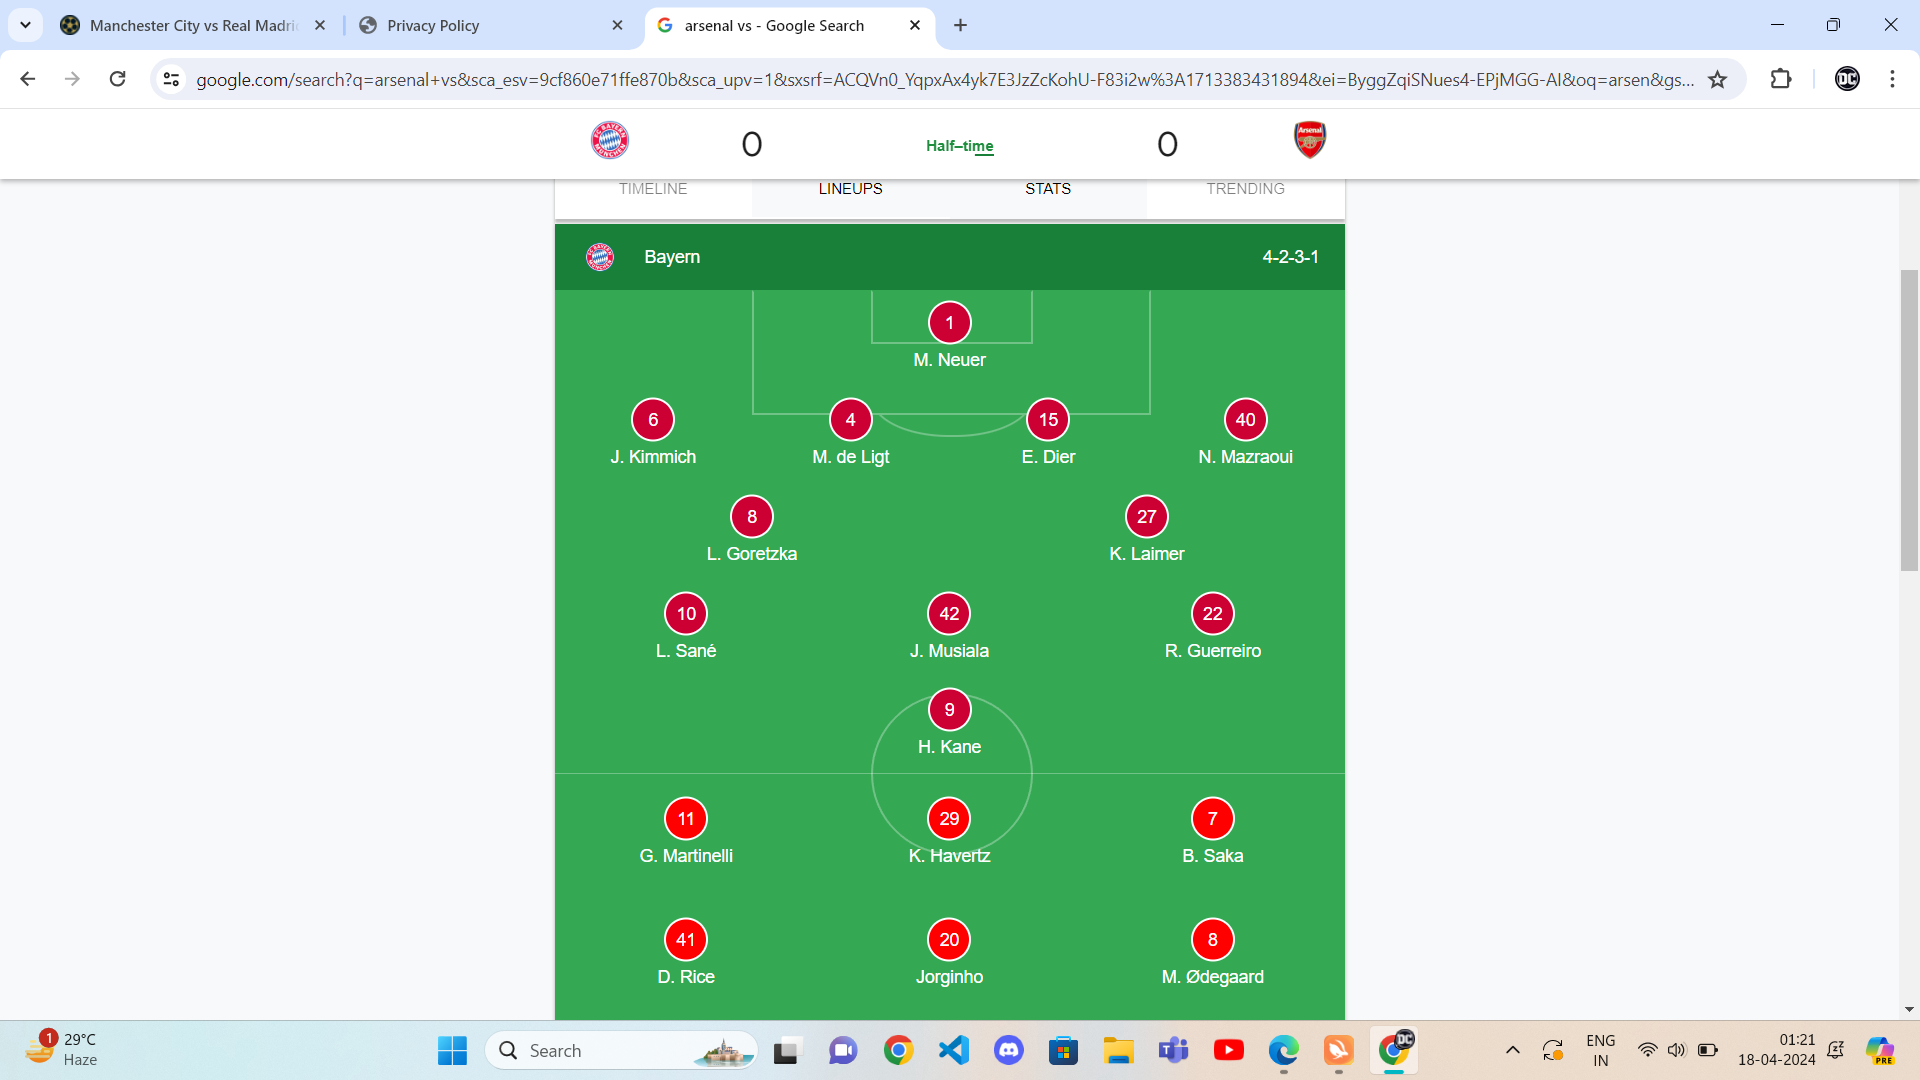 Manchester City vs Real Madri
Privacy Policy
arsenal vs - Google Search
google.com/search?q=arsenal+vs&sca_esv=9cf860e71ffe870b&sca_upv=1&sxsrf=ACQVn0_YqpxAx4yk7E3JzZcKohU-F83i2w%3A1713383431894&ei=ByggZqiSNues4-EPjMGG-AI&oq=arsen&gs...
DC
0 Half–time 0
Arsenal
TIMELINE LINEUPS STATS TRENDING
Bayern 4-2-3-1
1
M. Neuer
6 4 15 40
J. Kimmich M. de Ligt E. Dier N. Mazraoui
8 27
L. Goretzka K. Laimer
10 42 22
L. Sané J. Musiala R. Guerreiro
9
H. Kane
11 29 7
G. Martinelli K. Havertz B. Saka
41 20 8
D. Rice Jorginho M. Ødegaard
1 29°C
Haze
Search
DC
ENG
IN
01:21
18-04-2024
PRE